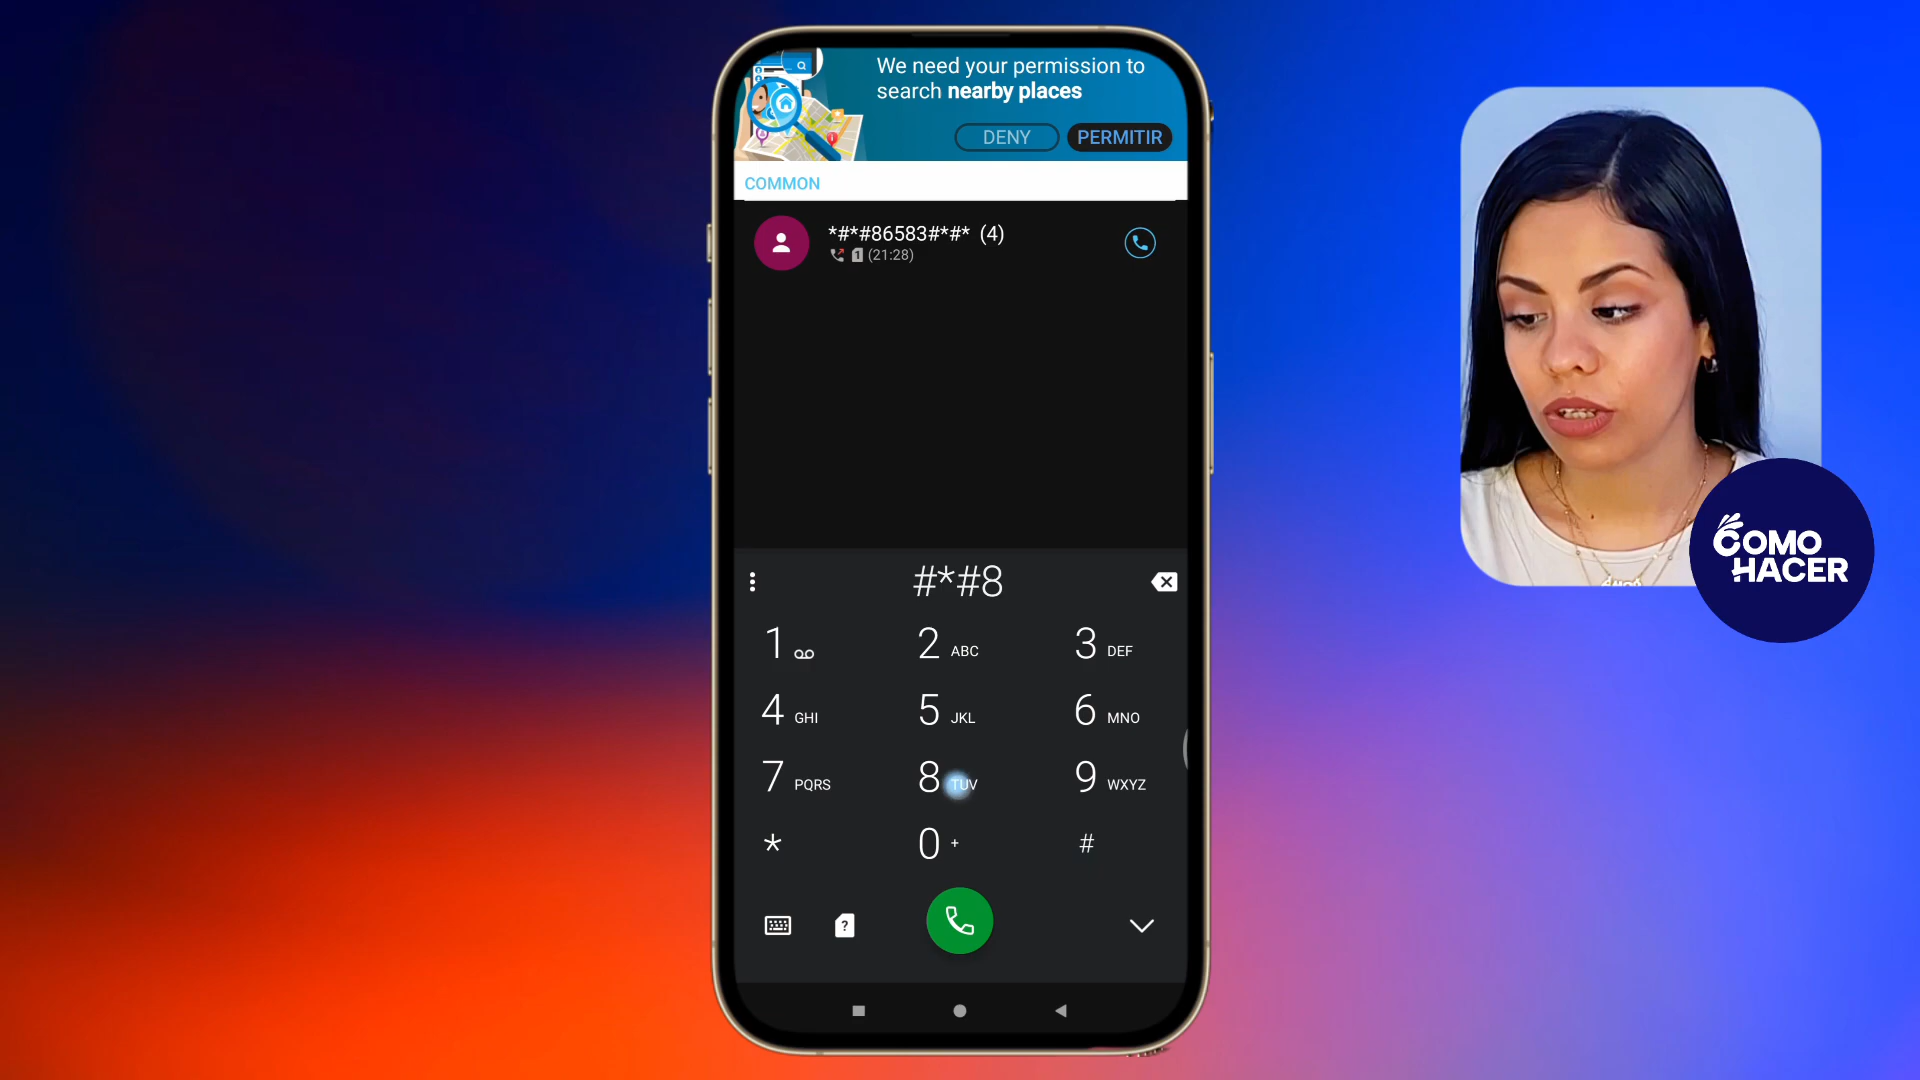 We need your permission to
search nearby places
DENY
PERMITIR
COMMON
*#*#86583#*#* (4)
1 (21:28)
#*#8
1
2 ABC
3 DEF
4 GHI
5 JKL
6 MNO
7 PQRS
8 TUV
9 WXYZ
*
0 +
#
?
COMO
HACER